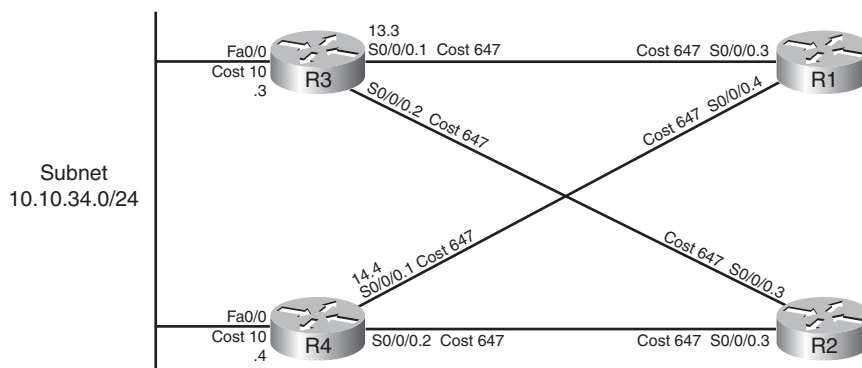 13.3
Fa0/0
S0/0/0.1 Cost 647
Cost 647 S0/0/0.3
R3
R1
Cost 10
.3
S0/0/0.2 Cost 647
Cost 647 S0/0/0.4
Subnet
10.10.34.0/24
14.4
S0/0/0.1 Cost 647
Cost 647 S0/0/0.3
Fa0/0
R4
R2
Cost 10
.4
S0/0/0.2 Cost 647
Cost 647 S0/0/0.3